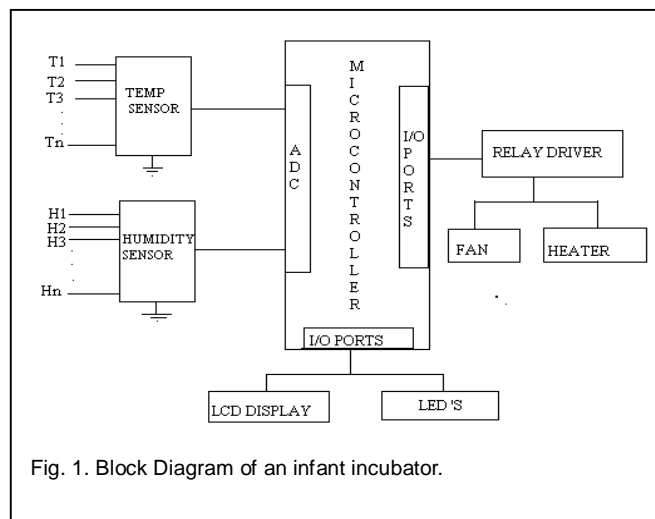 T1
T2
T3
Tn
TEMP
SENSOR
H1
H2
H3
Hn
HUMIDITY
SENSOR
ADC
MICROCONTROLLER
I/O
PORTS
I/O PORTS
RELAY DRIVER
FAN
HEATER
LCD DISPLAY
LED 'S
Fig. 1. Block Diagram of an infant incubator.